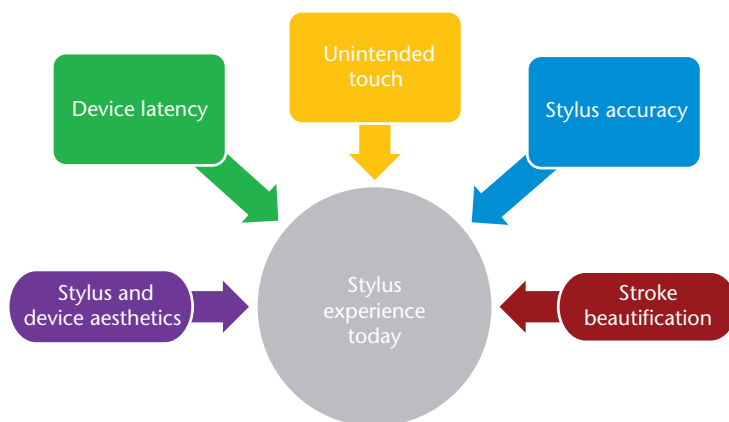 Unintended
touch
Device latency
Stylus accuracy
Stylus and
device aesthetics
Stylus
experience
today
Stroke
beautification